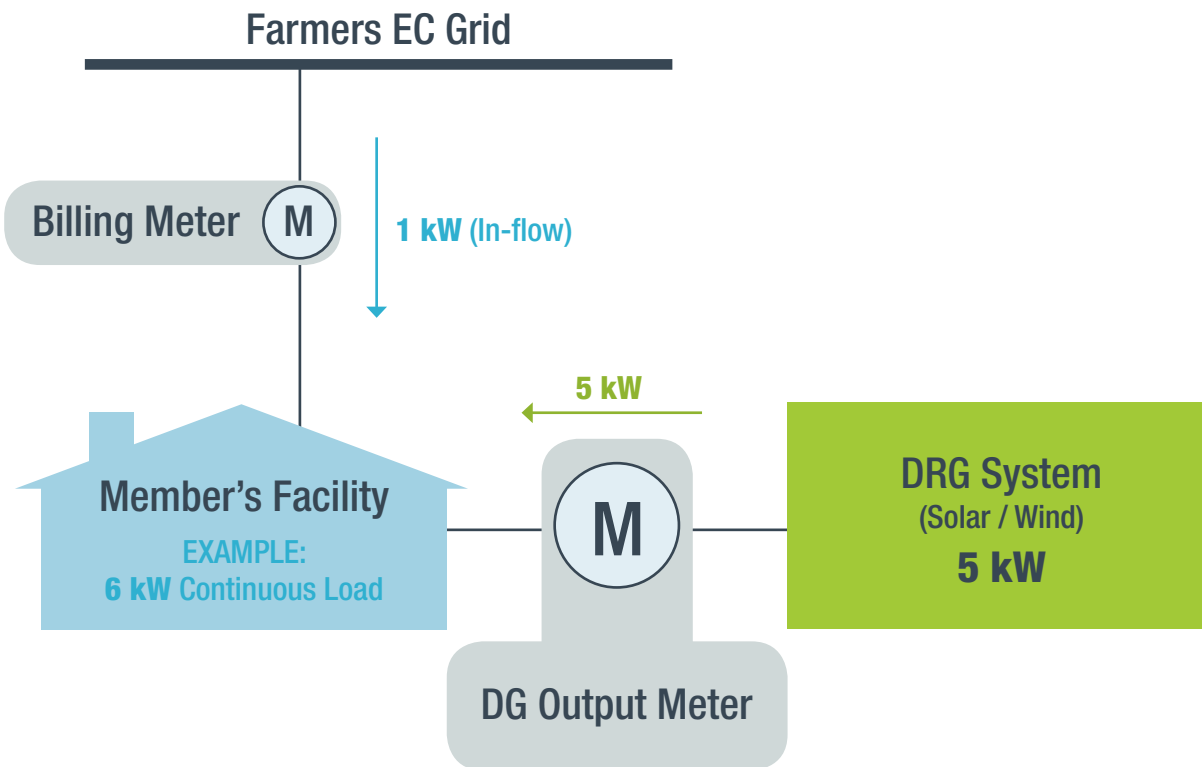 Farmers EC Grid
Billing Meter M
1 kW (In-flow)
5 kW
Member’s Facility
EXAMPLE:
6 kW Continuous Load
M
DG Output Meter
DRG System
(Solar / Wind)
5 kW